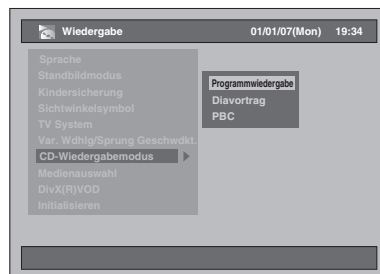 Wiedergabe 01/01/07(Mon) 19:34
Sprache
Standbildmodus
Kindersicherung
Sichtwinkelsymbol
TV System
Var. Wdhlg/Sprung Geschwdkt.
CD-Wiedergabemodus
Medienauswahl
DivX(R)VOD
Initialisieren
Programmwiedergabe
Diavortrag
PBC